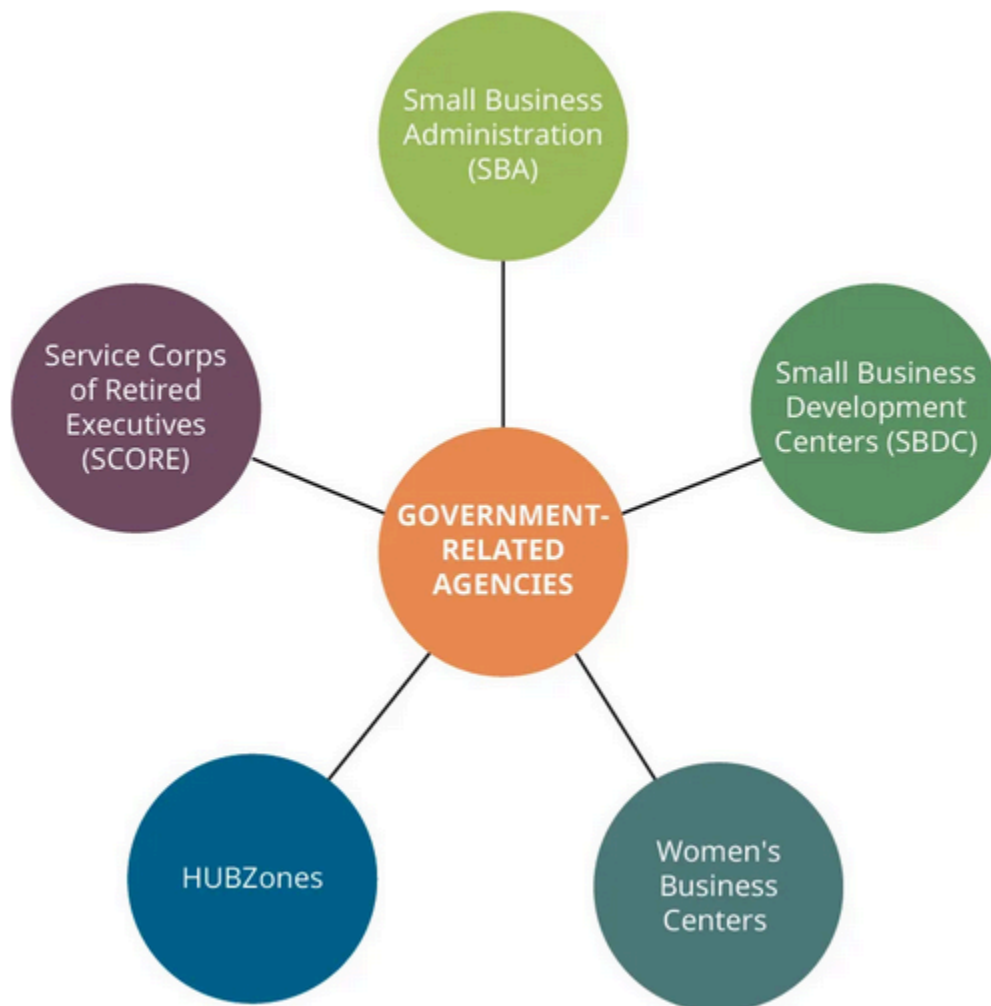 Small Business
Administration
(SBA)
Service Corps
of Retired
Executives
(SCORE)
Small Business
Development
Centers (SBDC)
GOVERNMENT-
RELATED
AGENCIES
HUBZones
Women's
Business
Centers